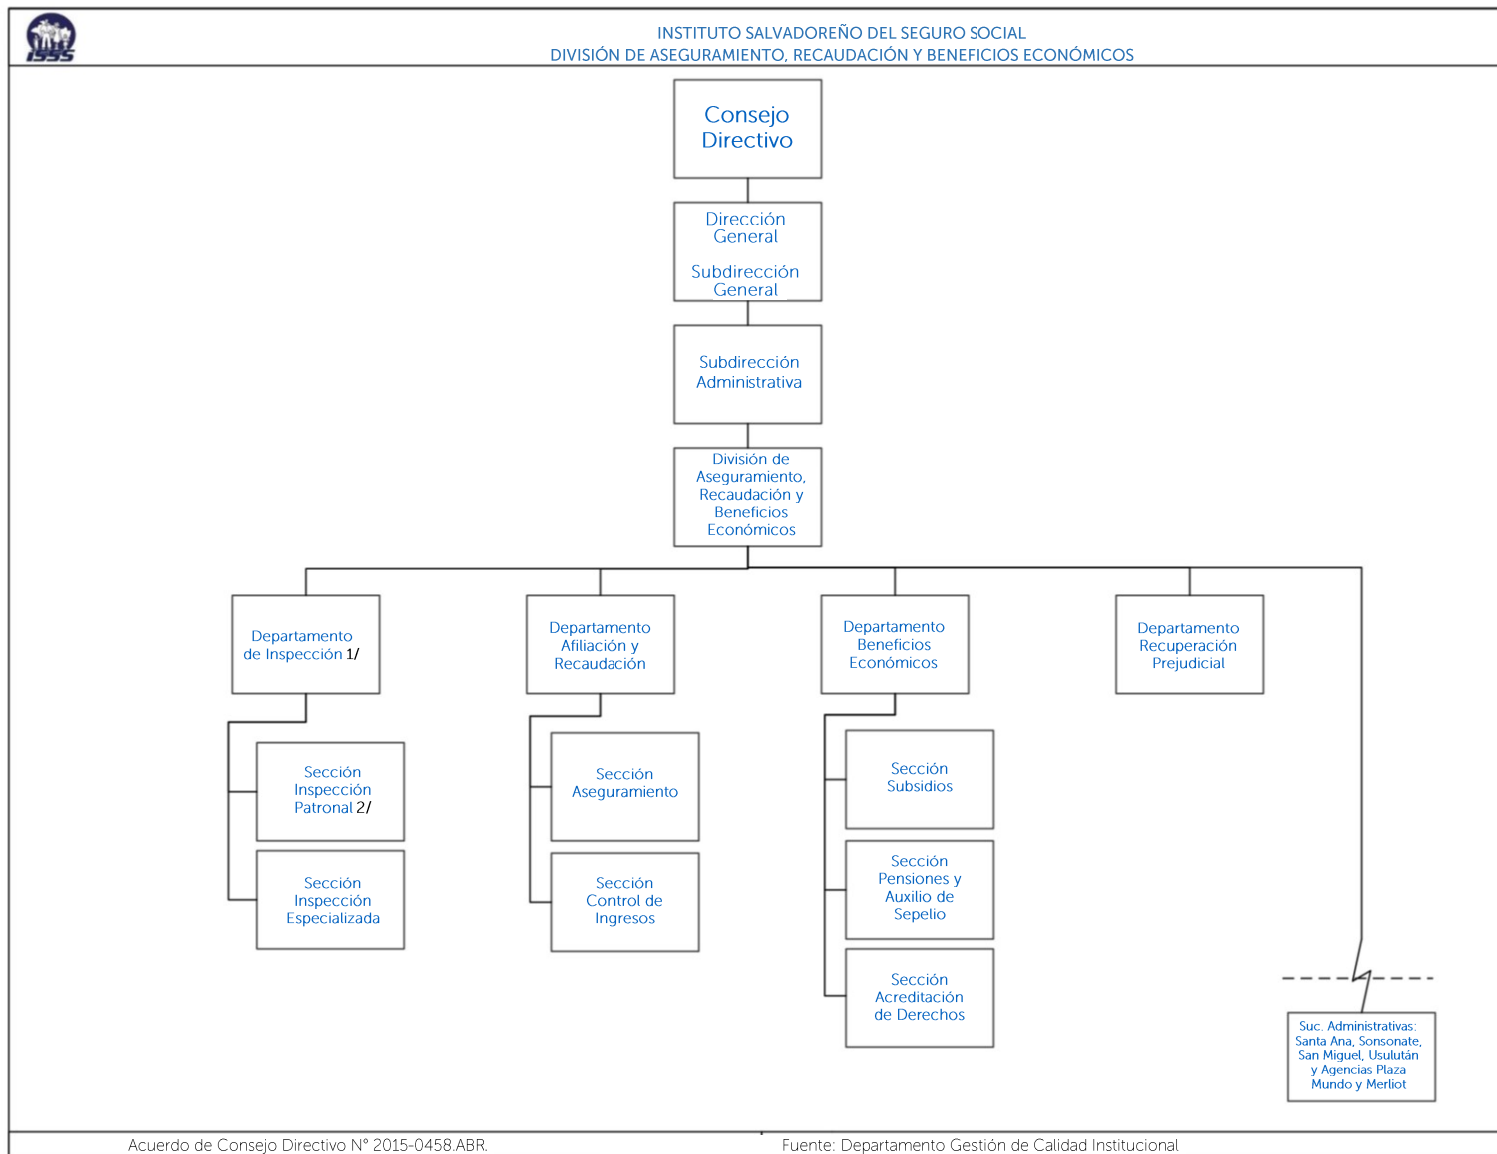 ISSS
INSTITUTO SALVADOREÑO DEL SEGURO SOCIAL
DIVISIÓN DE ASEGURAMIENTO, RECAUDACIÓN Y BENEFICIOS ECONÓMICOS
Consejo
Directivo
Dirección
General
Subdirección
General
Subdirección
Administrativa
División de
Aseguramiento,
Recaudación y
Beneficios
Económicos
Departamento
de Inspección 1/
Departamento
Afiliación y
Recaudación
Departamento
Beneficios
Económicos
Departamento
Recuperación
Prejudicial
Sección
Inspección
Patronal 2/
Sección
Inspección
Especializada
Sección
Aseguramiento
Sección
Control de
Ingresos
Sección
Subsidios
Sección
Pensiones y
Auxilio de
Sepelio
Sección
Acreditación
de Derechos
Suc. Administrativas:
Santa Ana, Sonsonate,
San Miguel, Usulután
y Agencias Plaza
Mundo y Merliot
Acuerdo de Consejo Directivo N° 2015-0458.ABR.
Fuente: Departamento Gestión de Calidad Institucional